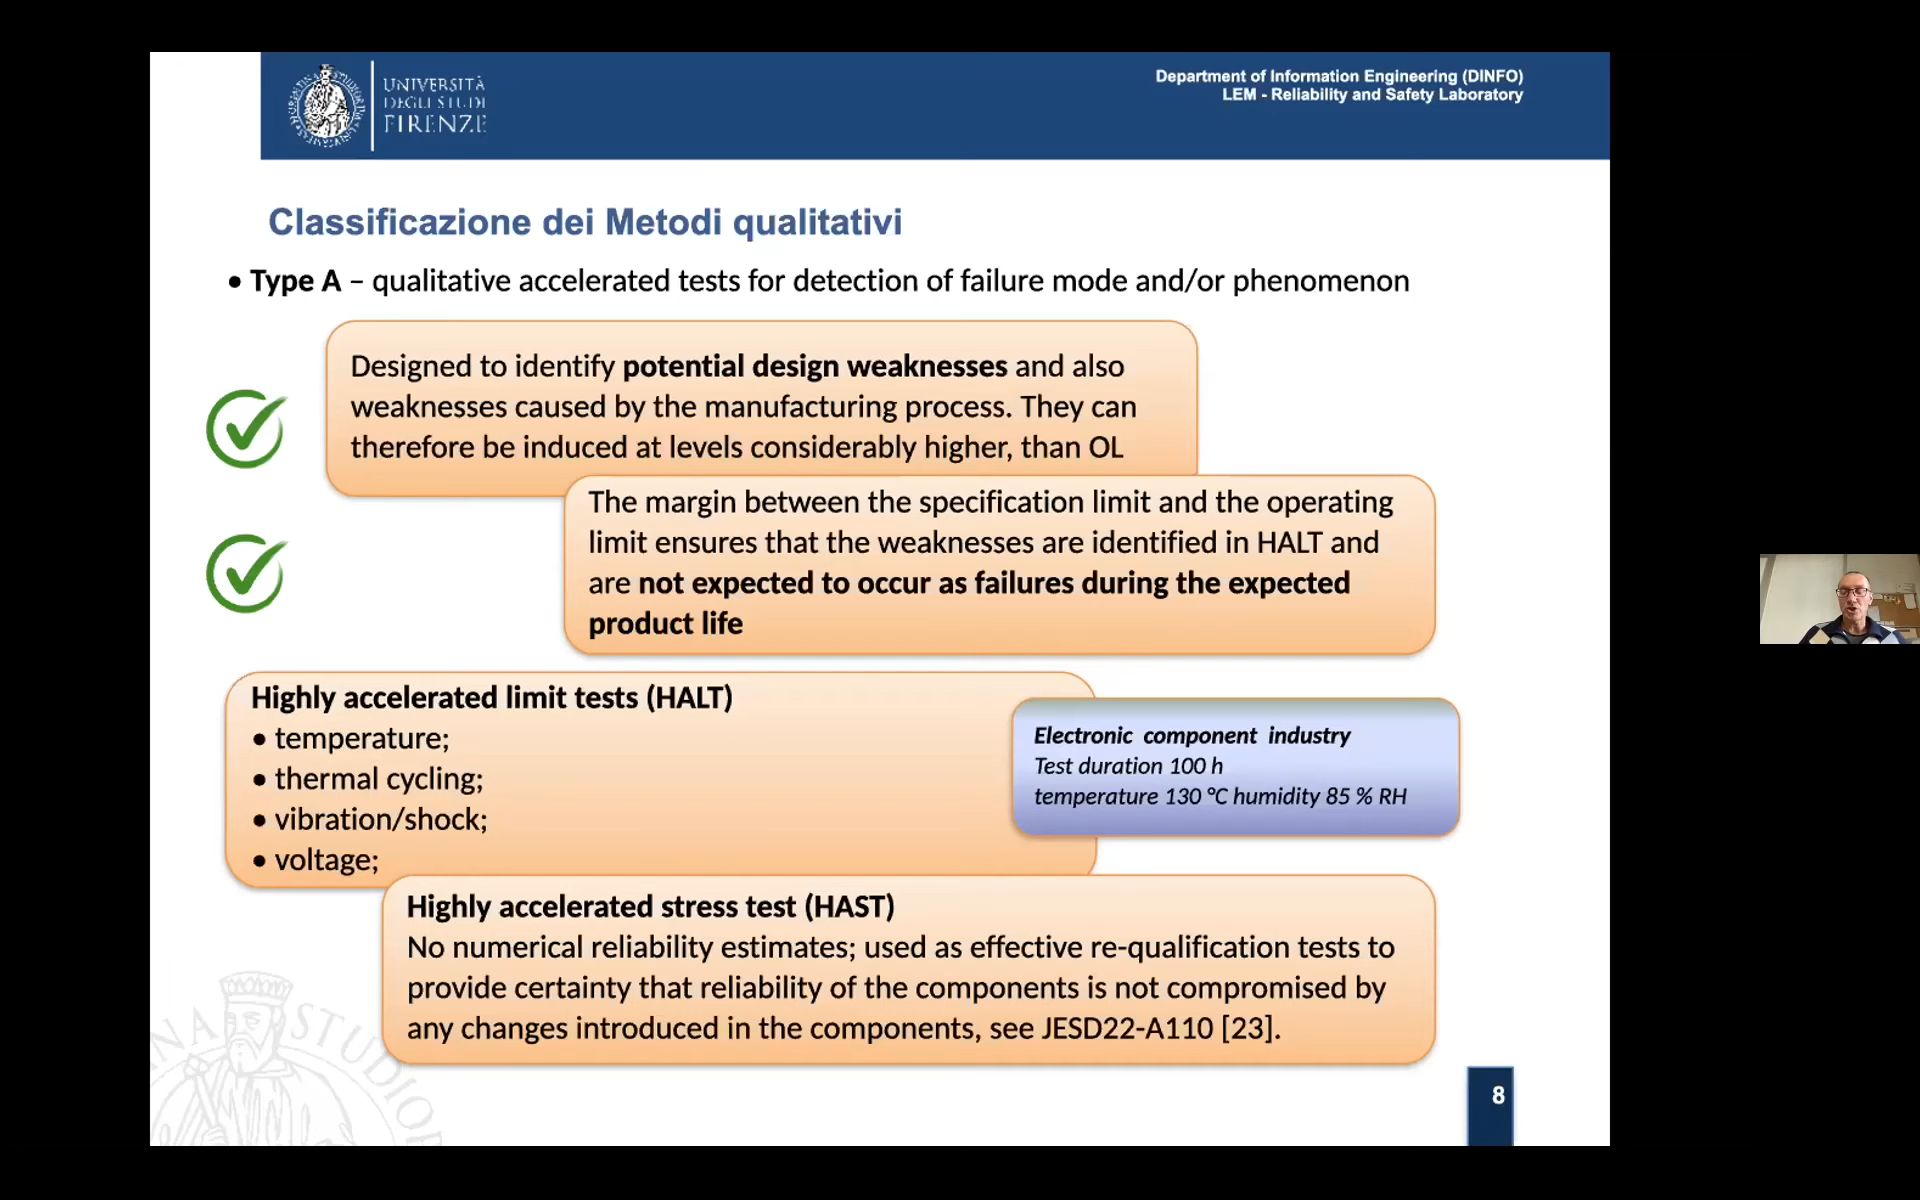 UNIVERSITÀ
DEGLI STUDI
FIRENZE
Department of Information Engineering (DINFO)
LEM - Reliability and Safety Laboratory
Classificazione dei Metodi qualitativi
• Type A – qualitative accelerated tests for detection of failure mode and/or phenomenon
Designed to identify potential design weaknesses and also
weaknesses caused by the manufacturing process. They can
therefore be induced at levels considerably higher, than OL
The margin between the specification limit and the operating
limit ensures that the weaknesses are identified in HALT and
are not expected to occur as failures during the expected
product life
Highly accelerated limit tests (HALT)
• temperature;
• thermal cycling;
• vibration/shock;
• voltage;
Electronic component industry
Test duration 100 h
temperature 130 °C humidity 85 % RH
Highly accelerated stress test (HAST)
No numerical reliability estimates; used as effective re-qualification tests to
provide certainty that reliability of the components is not compromised by
any changes introduced in the components, see JESD22-A110 [23].
8